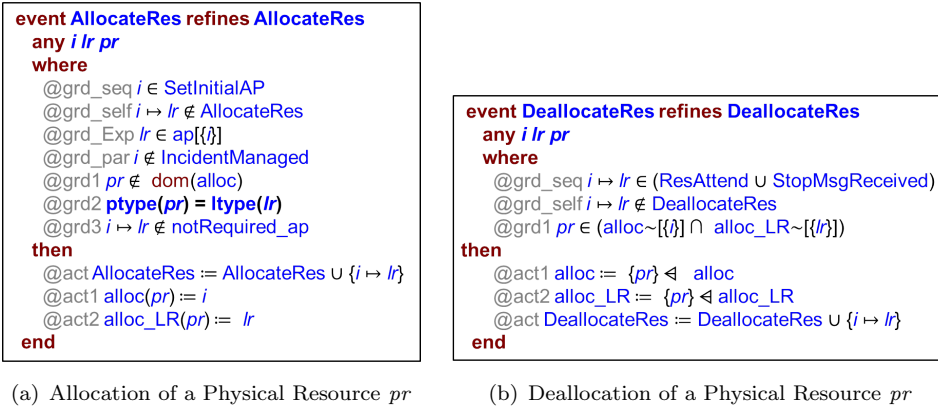 event AllocateRes refines AllocateRes
any i lr pr
where
@grd_seq i ∈ SetInitialAP
@grd_self i ↦ lr ∉ AllocateRes
@grd_Exp lr ∈ ap[{i}]
@grd_par i ∉ IncidentManaged
@grd1 pr ∉ dom(alloc)
@grd2 ptype(pr) = ltype(lr)
@grd3 i ↦ lr ∉ notRequired_ap
then
@act AllocateRes ≔ AllocateRes ∪ {i ↦ lr}
@act1 alloc(pr) ≔ i
@act2 alloc_LR(pr) ≔ lr
end
(a) Allocation of a Physical Resource pr
event DeallocateRes refines DeallocateRes
any i lr pr
where
@grd_seq i ↦ lr ∈ (ResAttend ∪ StopMsgReceived)
@grd_self i ↦ lr ∉ DeallocateRes
@grd1 pr ∈ (alloc~[{i}] ∩ alloc_LR~[{lr}])
then
@act1 alloc ≔ {pr} ⩤ alloc
@act2 alloc_LR ≔ {pr} ⩤ alloc_LR
@act DeallocateRes ≔ DeallocateRes ∪ {i ↦ lr}
end
(b) Deallocation of a Physical Resource pr